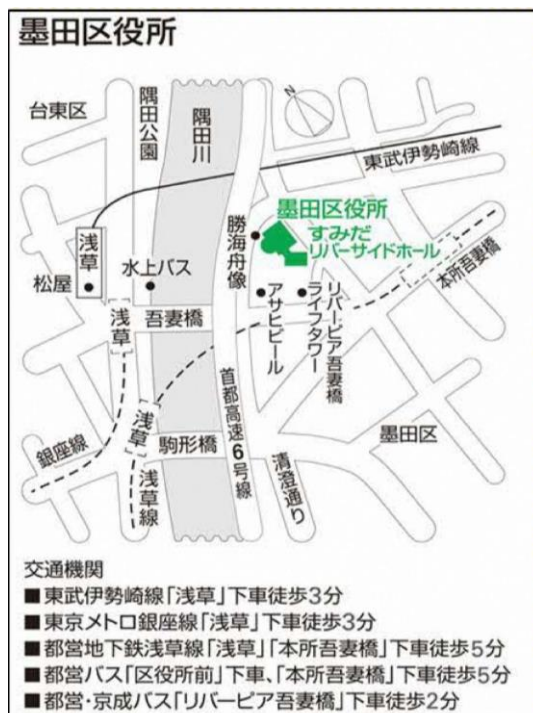 墨田区役所
台東区
隅田公園
隅田川
N
東武伊勢崎線
墨田区役所
すみだ
リバーサイドホール
勝海舟像
浅草
松屋
水上バス
本所吾妻橋
浅草
吾妻橋
アサヒビール
リバーピア吾妻橋
ライフタワー
首都高速6号線
浅草
駒形橋
墨田区
銀座線
浅草線
清澄通り
交通機関
■東武伊勢崎線「浅草」下車徒歩3分
■東京メトロ銀座線「浅草」下車徒歩3分
■都営地下鉄浅草線「浅草」「本所吾妻橋」下車徒歩5分
■都営バス「区役所前」下車、「本所吾妻橋」下車徒歩5分
■都営・京成バス「リバーピア吾妻橋」下車徒歩2分